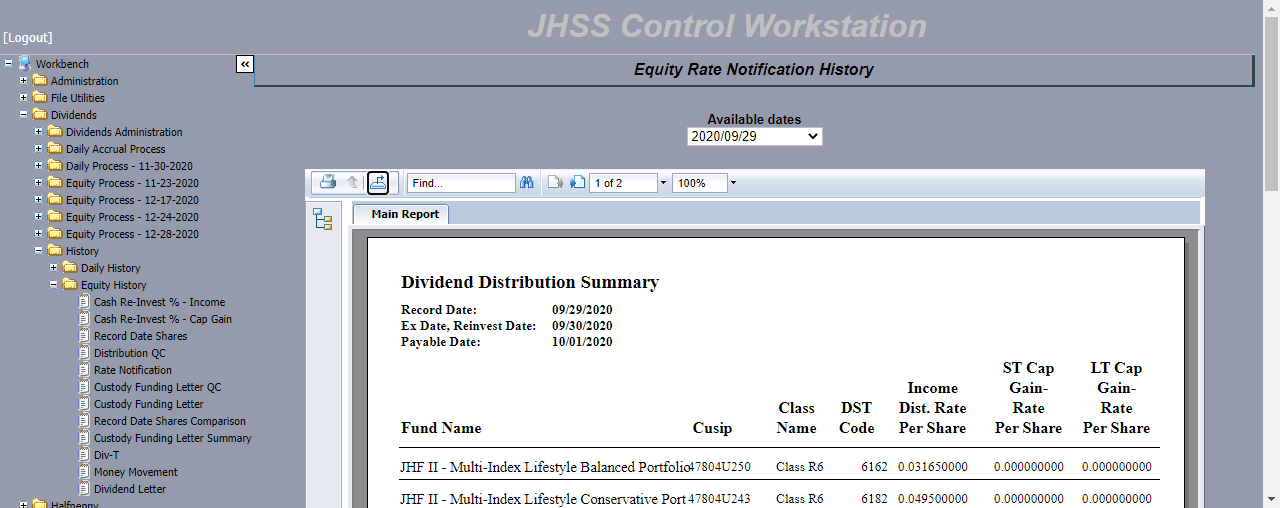 JHSS Control Workstation
[Logout]
Workbench
«
Equity Rate Notification History
Administration
File Utilities
Dividends
Dividends Administration
Daily Accrual Process
Daily Process - 11-30-2020
Equity Process - 11-23-2020
Equity Process - 12-17-2020
Equity Process - 12-24-2020
Equity Process - 12-28-2020
History
Daily History
Equity History
Cash Re-Invest % - Income
Cash Re-Invest % - Cap Gain
Record Date Shares
Distribution QC
Rate Notification
Custody Funding Letter QC
Custody Funding Letter
Record Date Shares Comparison
Custody Funding Letter Summary
Div-T
Money Movement
Dividend Letter
Halfpenny
Available dates
2020/09/29
Find... 1 of 2 100%
Main Report
Dividend Distribution Summary
Record Date: 09/29/2020
Ex Date, Reinvest Date: 09/30/2020
Payable Date: 10/01/2020
ST Cap LT Cap
Income Gain- Gain-
Class DST Dist. Rate Rate Rate
Fund Name Cusip Name Code Per Share Per Share Per Share
JHF II - Multi-Index Lifestyle Balanced Portfolio 47804U250 Class R6 6162 0.031650000 0.000000000 0.000000000
JHF II - Multi-Index Lifestyle Conservative Port 47804U243 Class R6 6182 0.049500000 0.000000000 0.000000000